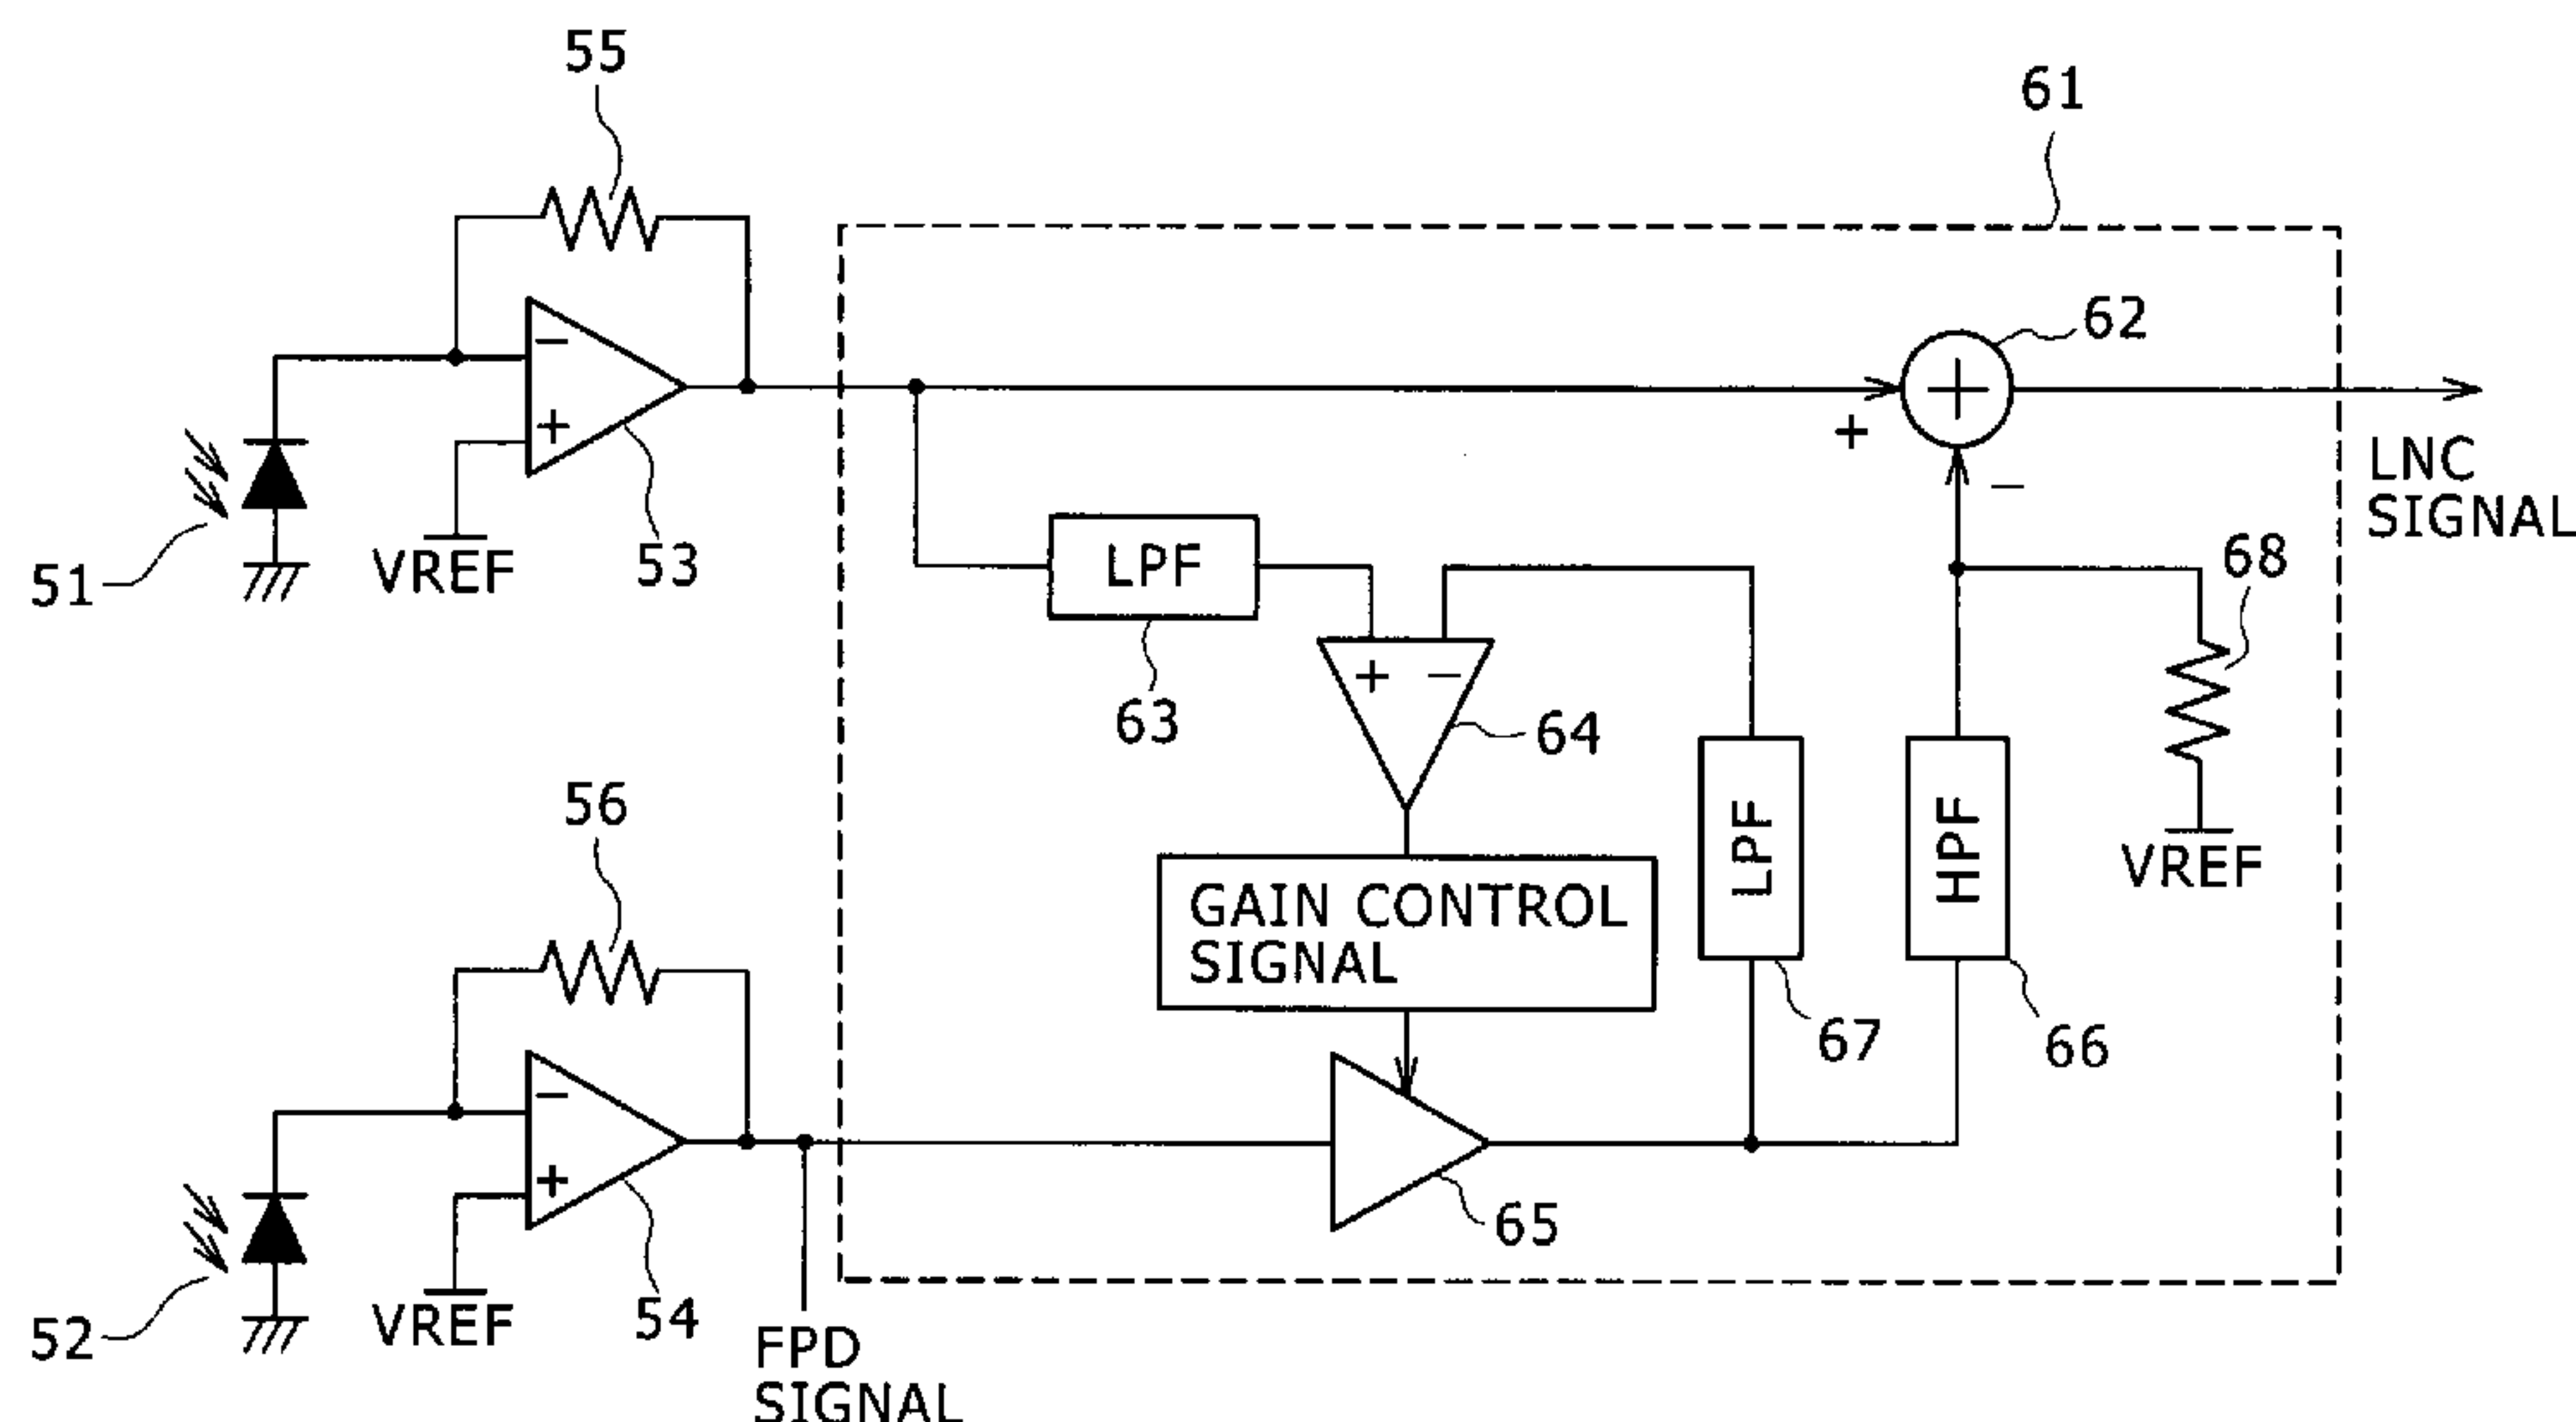 55
61
62
−
+
+
−
LNC
SIGNAL
51
VREF
53
LPF
68
63
+ −
64
VREF
56
GAIN CONTROL
SIGNAL
LPF
HPF
67
66
−
+
52
VREF
54
65
FPD
SIGNAL